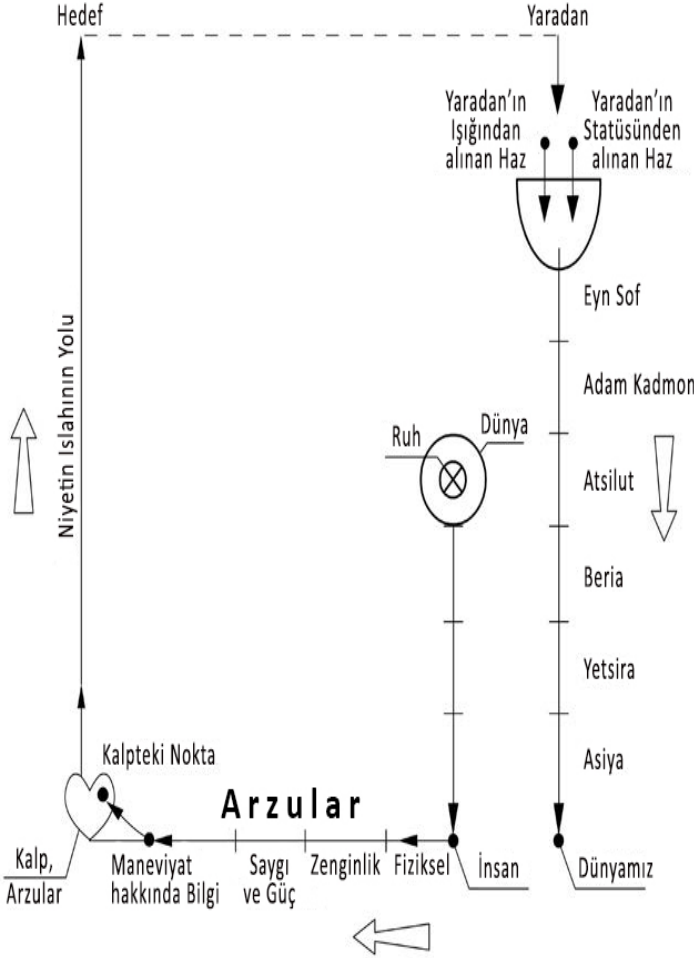 Hedef
Yaradan
Yaradan’ın
Işığından
alınan Haz
Yaradan’ın
Statüsünden
alınan Haz
Eyn Sof
Adam Kadmon
Niyetin Islahının Yolu
Ruh
Dünya
Atsilut
Beria
Yetsira
Asiya
Kalpteki Nokta
Arzular
Kalp,
Arzular
Maneviyat
hakkında Bilgi
Saygı
ve Güç
Zenginlik
Fiziksel
İnsan
Dünyamız